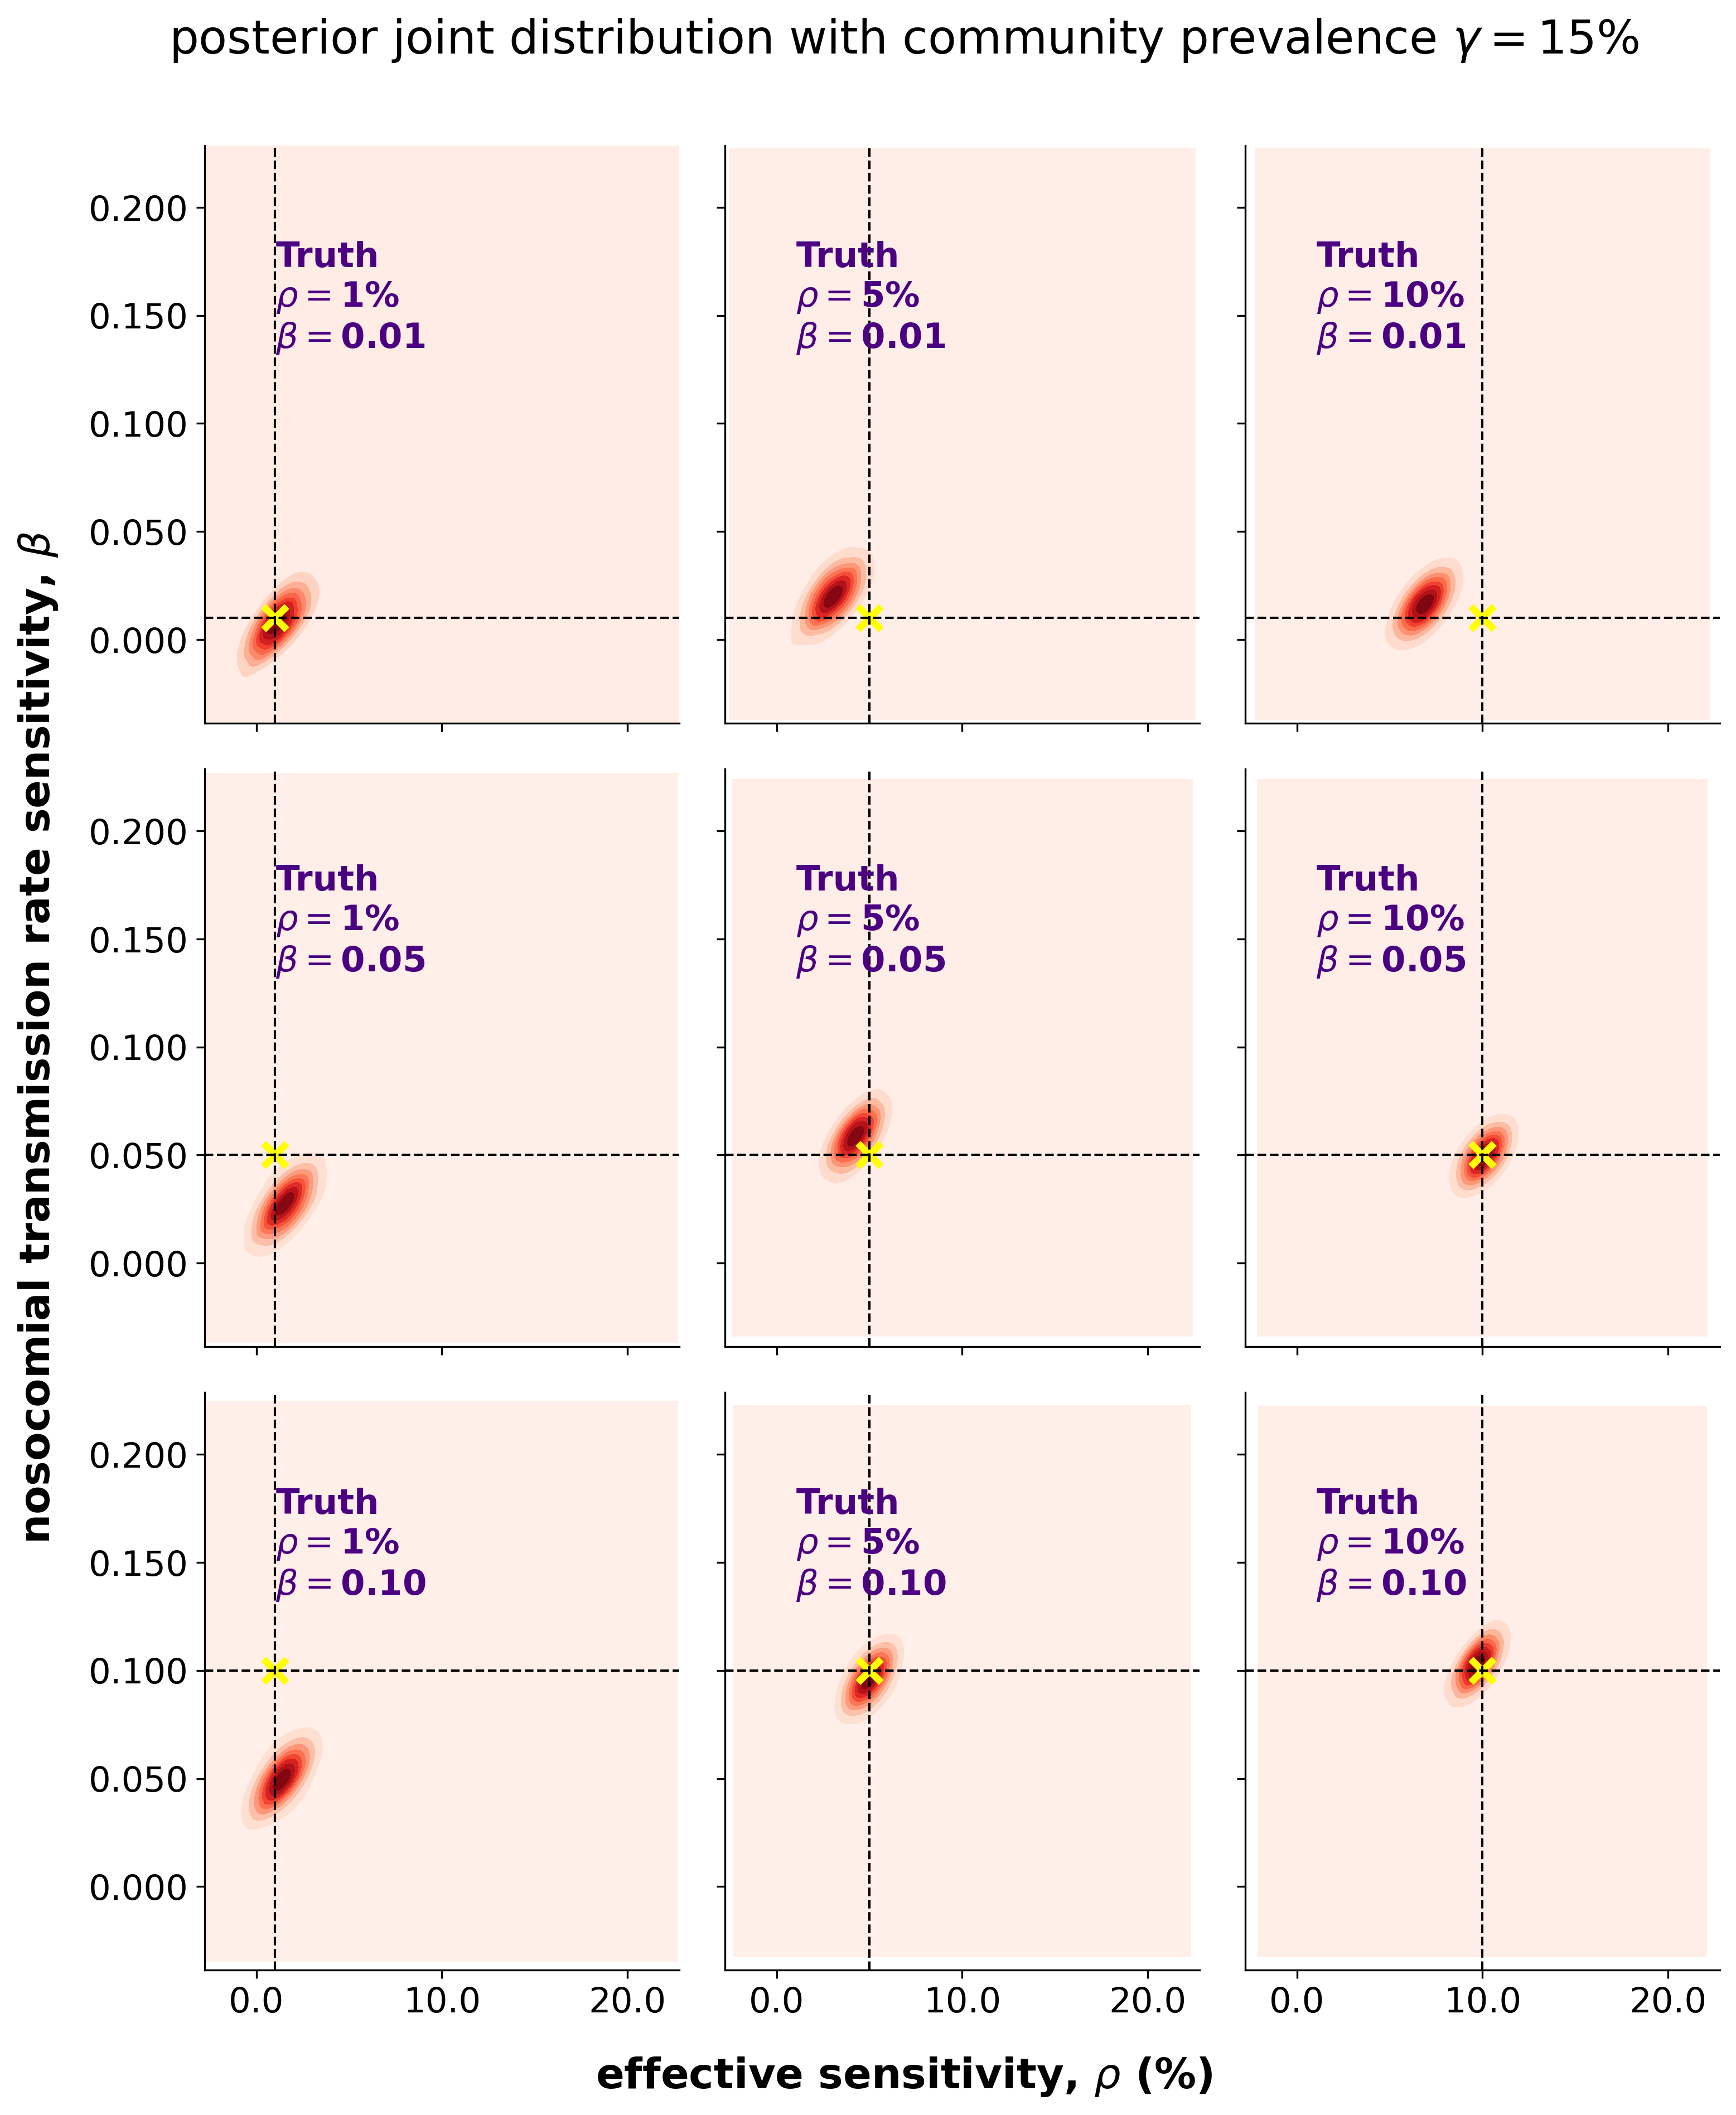 posterior joint distribution with community prevalence γ = 15%
nosocomial transmission rate sensitivity, β
0.200
0.150
0.100
0.050
0.000
Truth
ρ = 1%
β = 0.01
Truth
ρ = 5%
β = 0.01
Truth
ρ = 10%
β = 0.01
0.200
0.150
0.100
0.050
0.000
Truth
ρ = 1%
β = 0.05
Truth
ρ = 5%
β = 0.05
Truth
ρ = 10%
β = 0.05
0.200
0.150
0.100
0.050
0.000
Truth
ρ = 1%
β = 0.10
Truth
ρ = 5%
β = 0.10
Truth
ρ = 10%
β = 0.10
0.0 10.0 20.0
0.0 10.0 20.0
0.0 10.0 20.0
effective sensitivity, ρ (%)